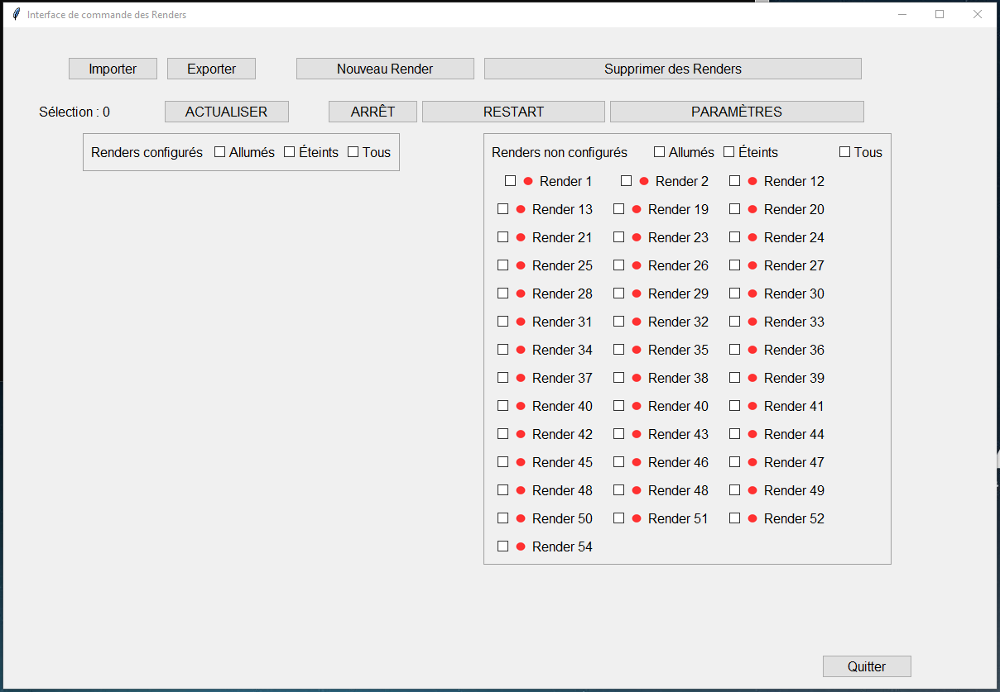 Interface de commande des Renders
Importer Exporter Nouveau Render Supprimer des Renders
Sélection : 0 ACTUALISER ARRÊT RESTART PARAMÈTRES
Renders configurés Allumés Éteints Tous Renders non configurés Allumés Éteints Tous
Render 1 Render 2 Render 12
Render 13 Render 19 Render 20
Render 21 Render 23 Render 24
Render 25 Render 26 Render 27
Render 28 Render 29 Render 30
Render 31 Render 32 Render 33
Render 34 Render 35 Render 36
Render 37 Render 38 Render 39
Render 40 Render 40 Render 41
Render 42 Render 43 Render 44
Render 45 Render 46 Render 47
Render 48 Render 48 Render 49
Render 50 Render 51 Render 52
Render 54
Quitter